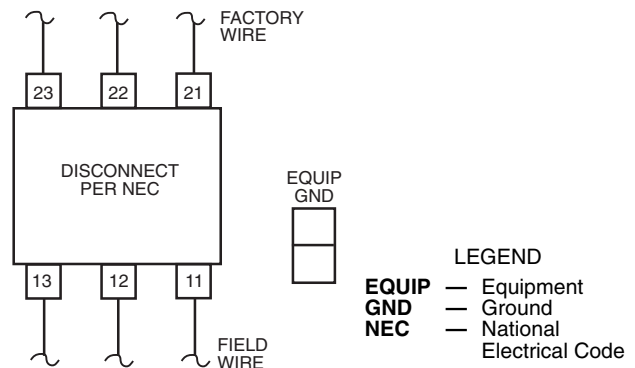 FACTORY
WIRE
23 22 21
DISCONNECT
PER NEC
EQUIP
GND
13 12 11
FIELD
WIRE
LEGEND
EQUIP — Equipment
GND — Ground
NEC — National
Electrical Code